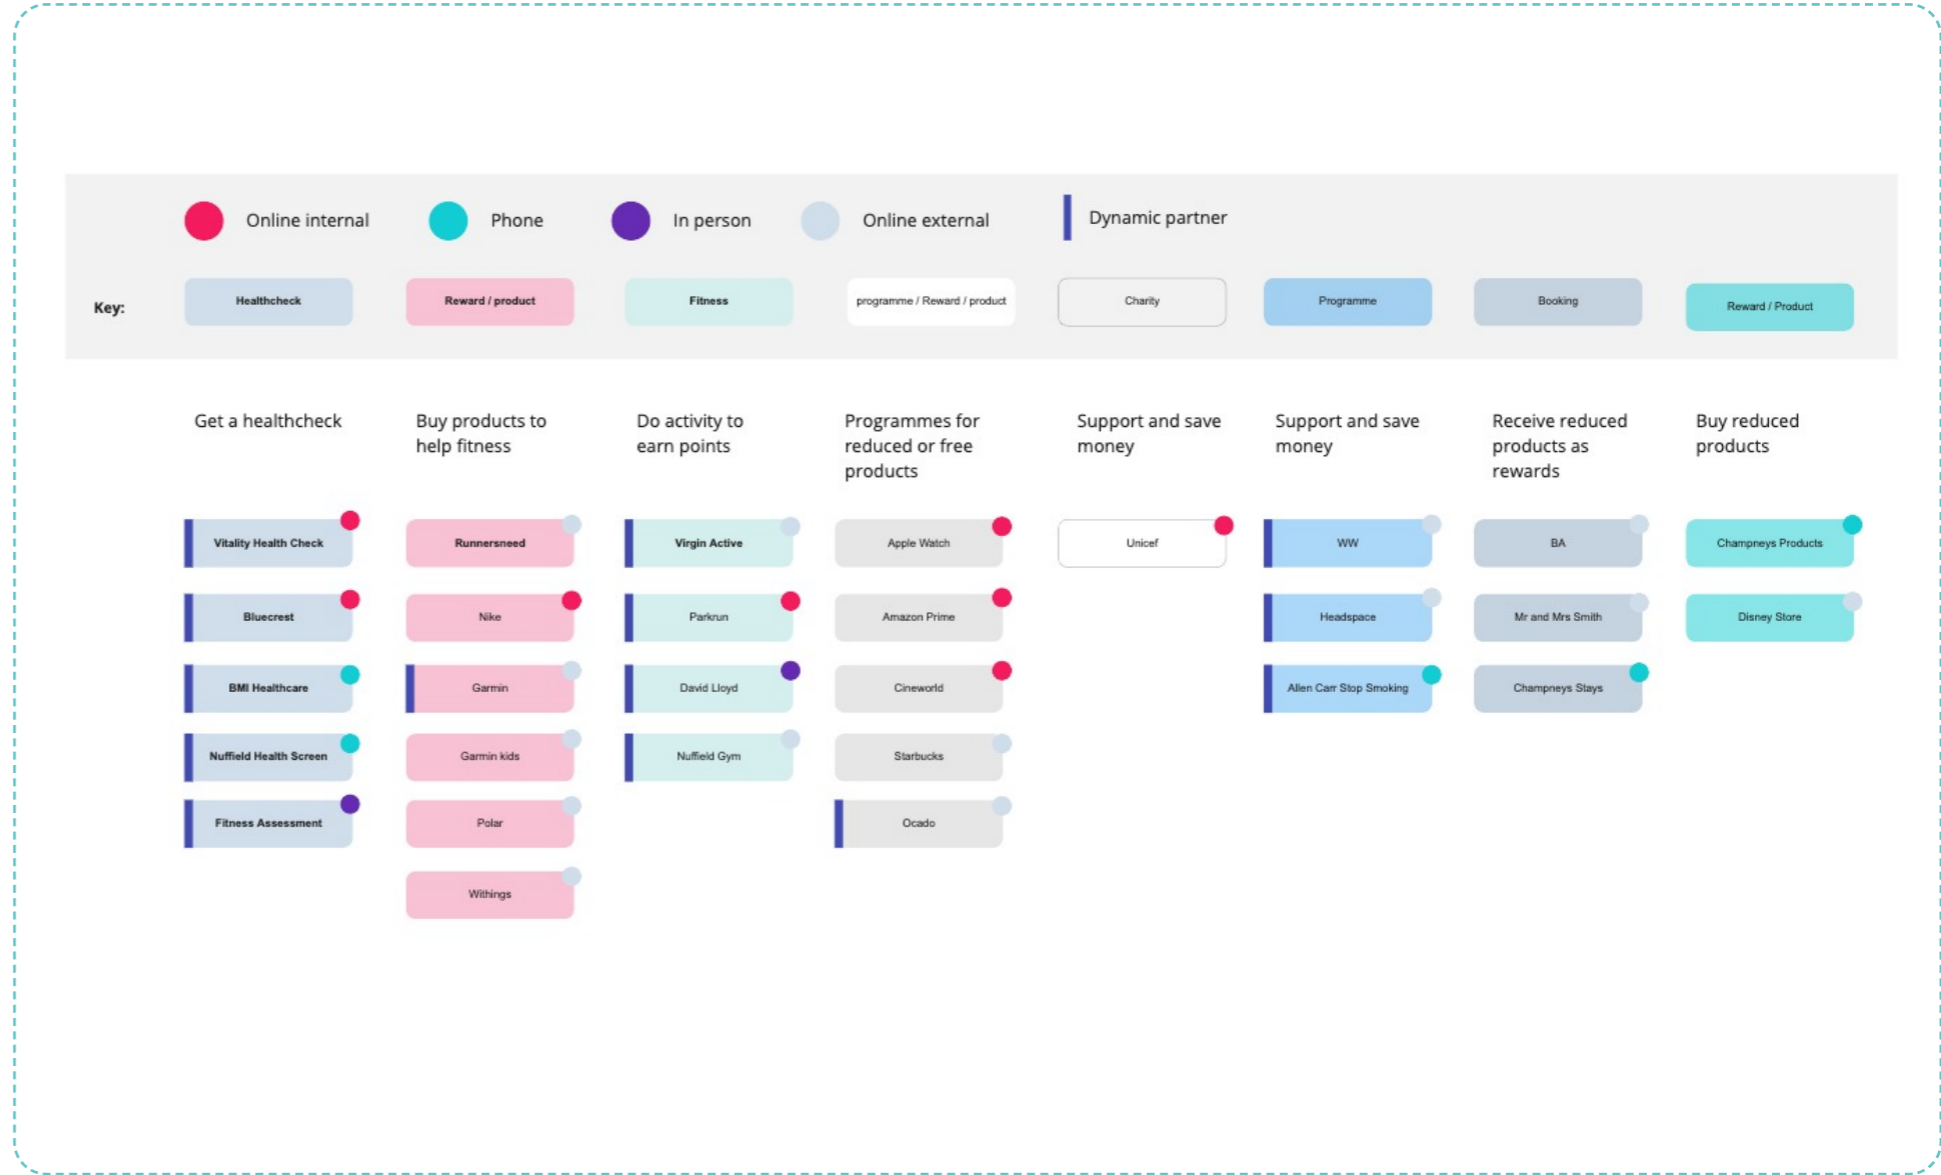 Online internal
Phone
In person
Online external
Dynamic partner
Key:
Healthcheck
Reward / product
Fitness
programme / Reward / product
Charity
Programme
Booking
Reward / Product
Get a healthcheck
Buy products to
help fitness
Do activity to
earn points
Programmes for
reduced or free
products
Support and save
money
Support and save
money
Receive reduced
products as
rewards
Buy reduced
products
Vitality Health Check
Bluecrest
BMI Healthcare
Nuffield Health Screen
Fitness Assessment
Runnersneed
Nike
Garmin
Garmin kids
Polar
Withings
Virgin Active
Parkrun
David Lloyd
Nuffield Gym
Apple Watch
Amazon Prime
Cineworld
Starbucks
Ocado
Unicef
WW
Headspace
Allen Carr Stop Smoking
BA
Mr and Mrs Smith
Champneys Stays
Champneys Products
Disney Store